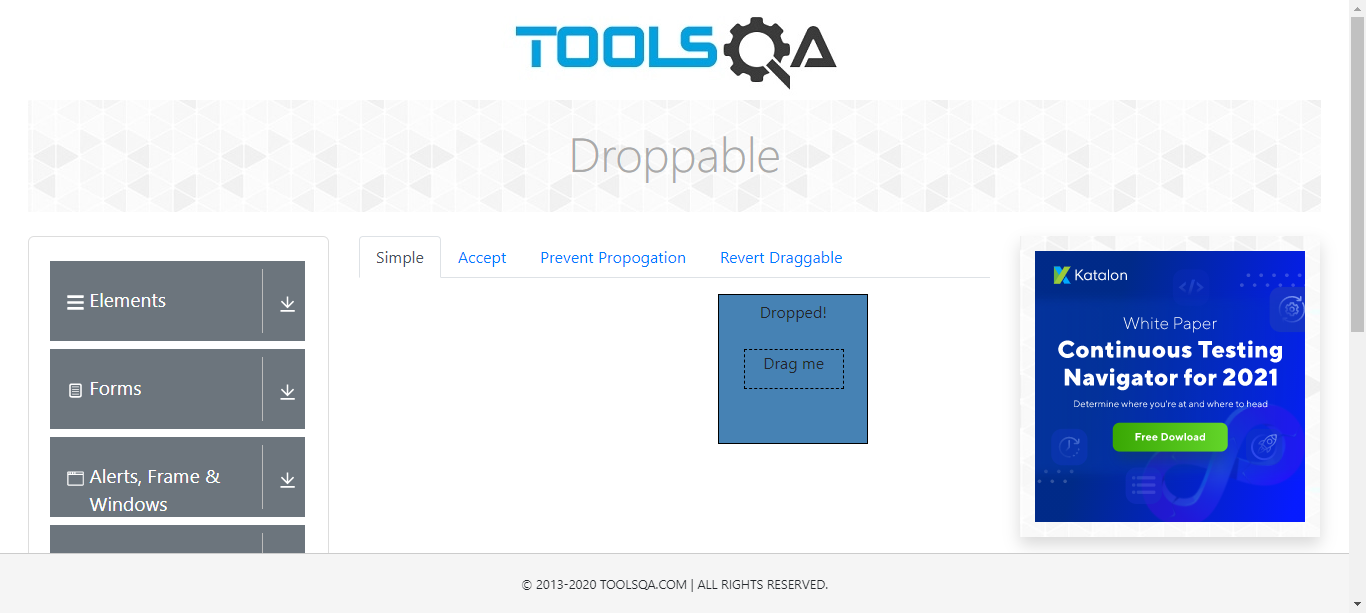 TOOLSQA
Droppable
Elements
Forms
Alerts, Frame &
Windows
Simple
Accept
Prevent Propogation
Revert Draggable
Dropped!
Drag me
Katalon
White Paper
Continuous Testing
Navigator for 2021
Determine where you're at and where to head
Free Dowload
© 2013-2020 TOOLSQA.COM | ALL RIGHTS RESERVED.